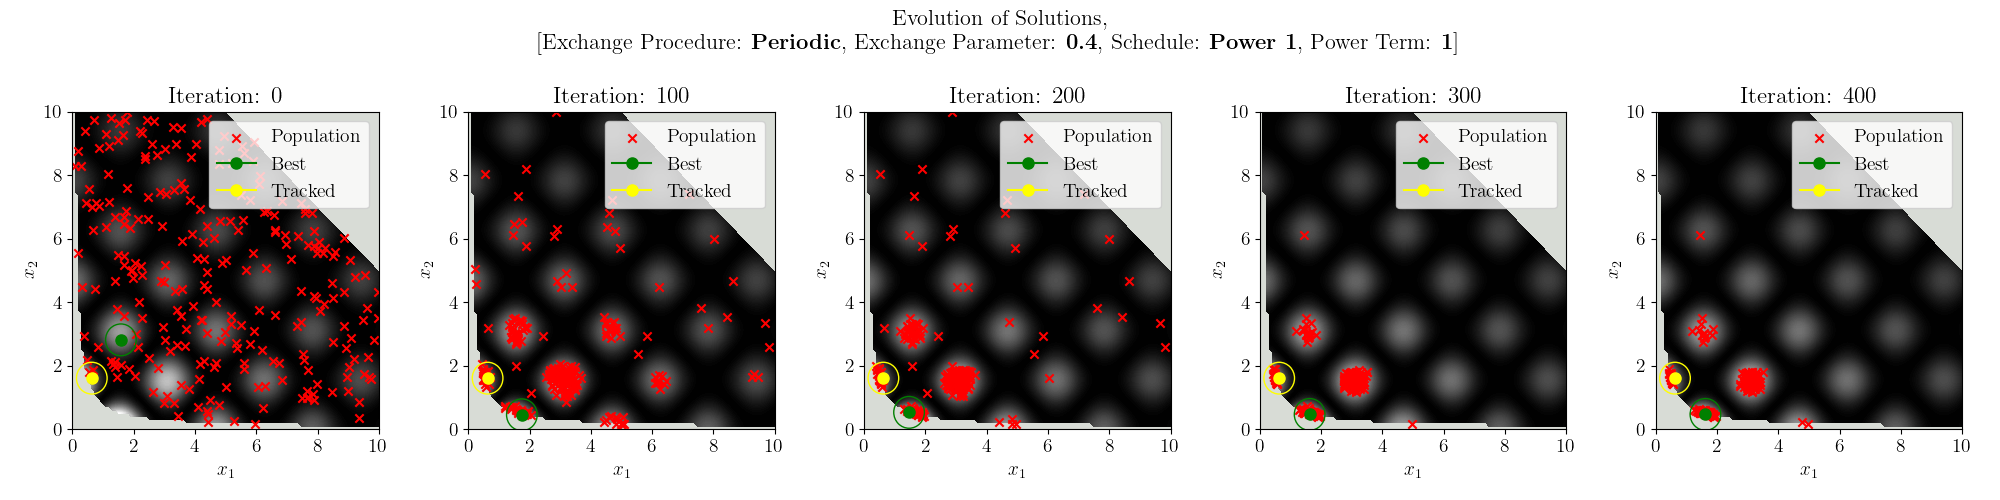 Evolution of Solutions,
[Exchange Procedure: Periodic, Exchange Parameter: 0.4, Schedule: Power 1, Power Term: 1]
Iteration: 0
10
8
6
4
2
0
x2
Population
Best
Tracked
0 2 4 6 8 10
x1
Iteration: 100
10
8
6
4
2
0
x2
Population
Best
Tracked
0 2 4 6 8 10
x1
Iteration: 200
10
8
6
4
2
0
x2
Population
Best
Tracked
0 2 4 6 8 10
x1
Iteration: 300
10
8
6
4
2
0
x2
Population
Best
Tracked
0 2 4 6 8 10
x1
Iteration: 400
10
8
6
4
2
0
x2
Population
Best
Tracked
0 2 4 6 8 10
x1